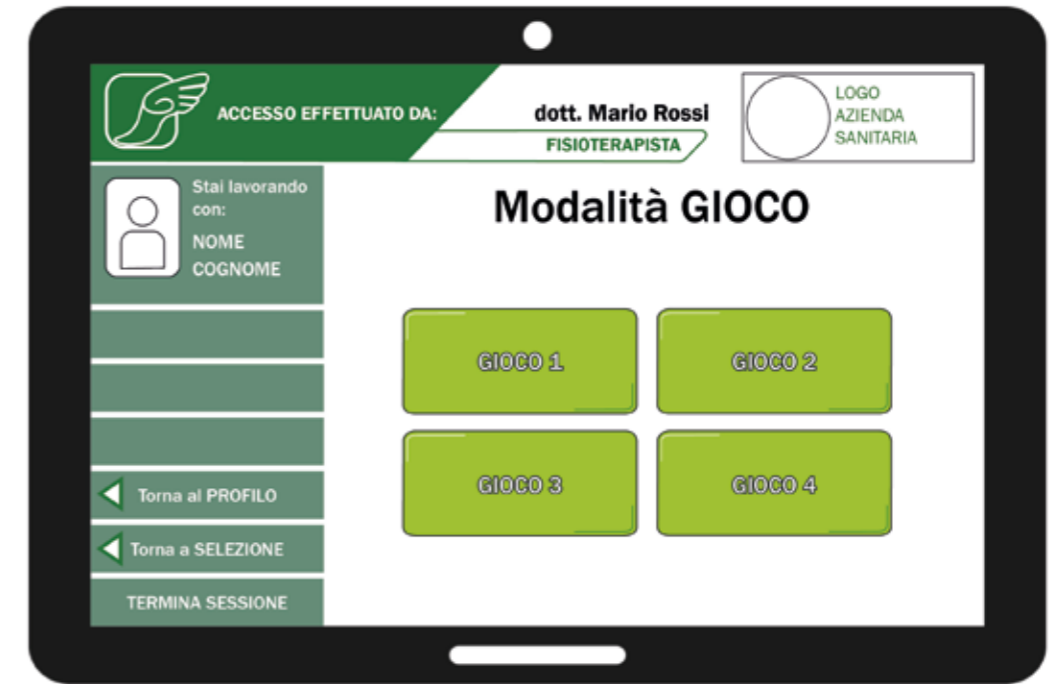 ACCESSO EFFETTUATO DA:
dott. Mario Rossi
FISIOTERAPISTA
LOGO
AZIENDA
SANITARIA
Stai lavorando
con:
NOME
COGNOME
Modalità GIOCO
GIOCO 1
GIOCO 2
GIOCO 3
GIOCO 4
Torna al PROFILO
Torna a SELEZIONE
TERMINA SESSIONE